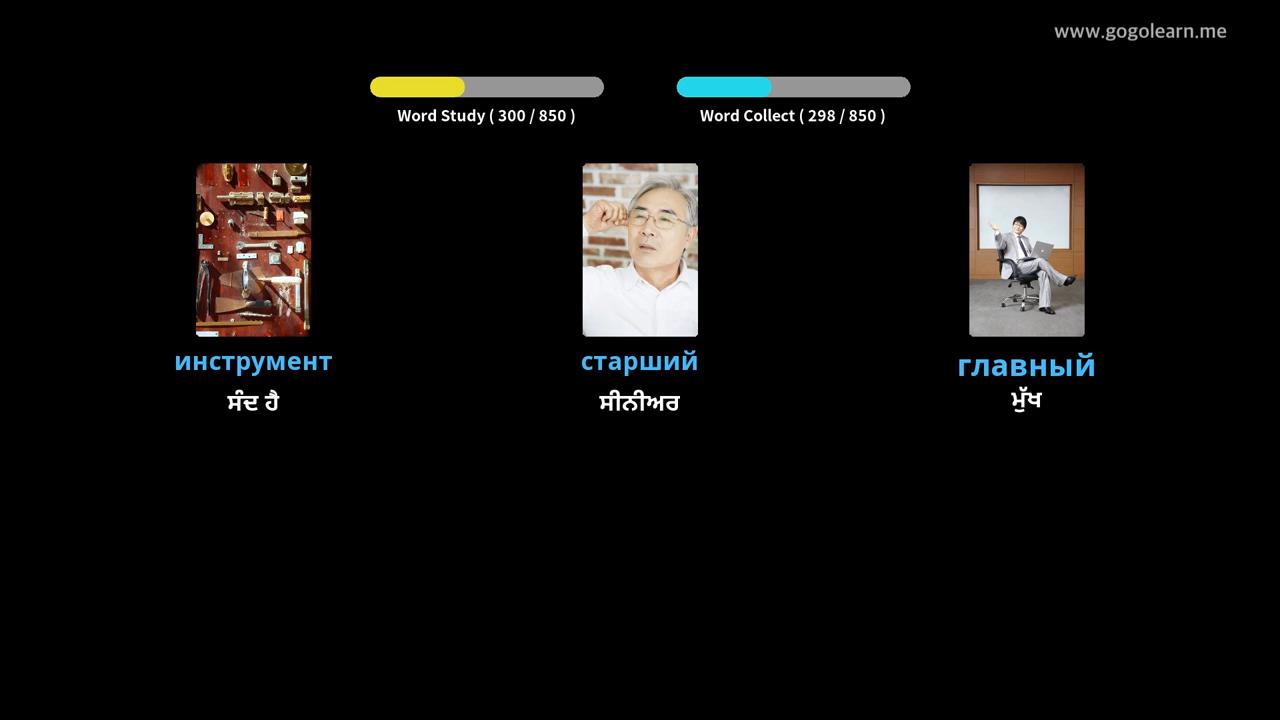 www.gogolearn.me
Word Study ( 300 / 850 )
Word Collect ( 298 / 850 )
инструмент
старший
главный
ਸੰਦ ਹੈ
ਸੀਨੀਅਰ
ਮੁੱਖ